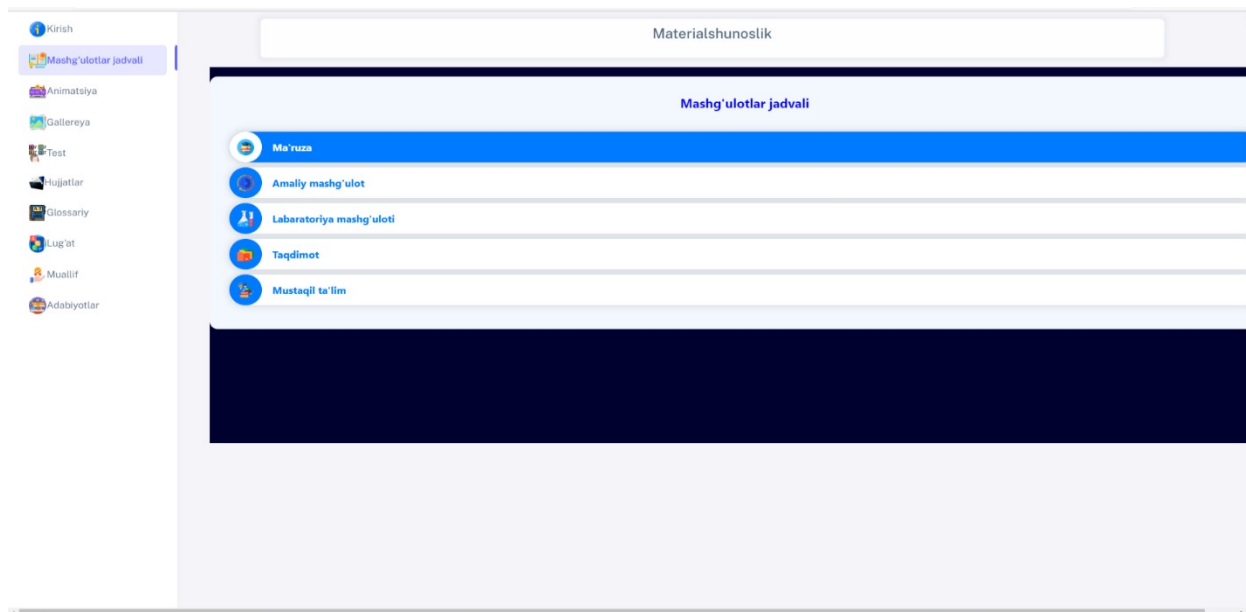 Kirish
Mashg'ulotlar jadvali
Animatsiya
Gallereya
Test
Hujjatlar
Glossariy
Lug'at
Muallif
Adabiyotlar
Materialshunoslik
Mashg'ulotlar jadvali
Ma'ruza
Amaliy mashg'ulot
Labaratoriya mashg'uloti
Taqdimot
Mustaqil ta'lim